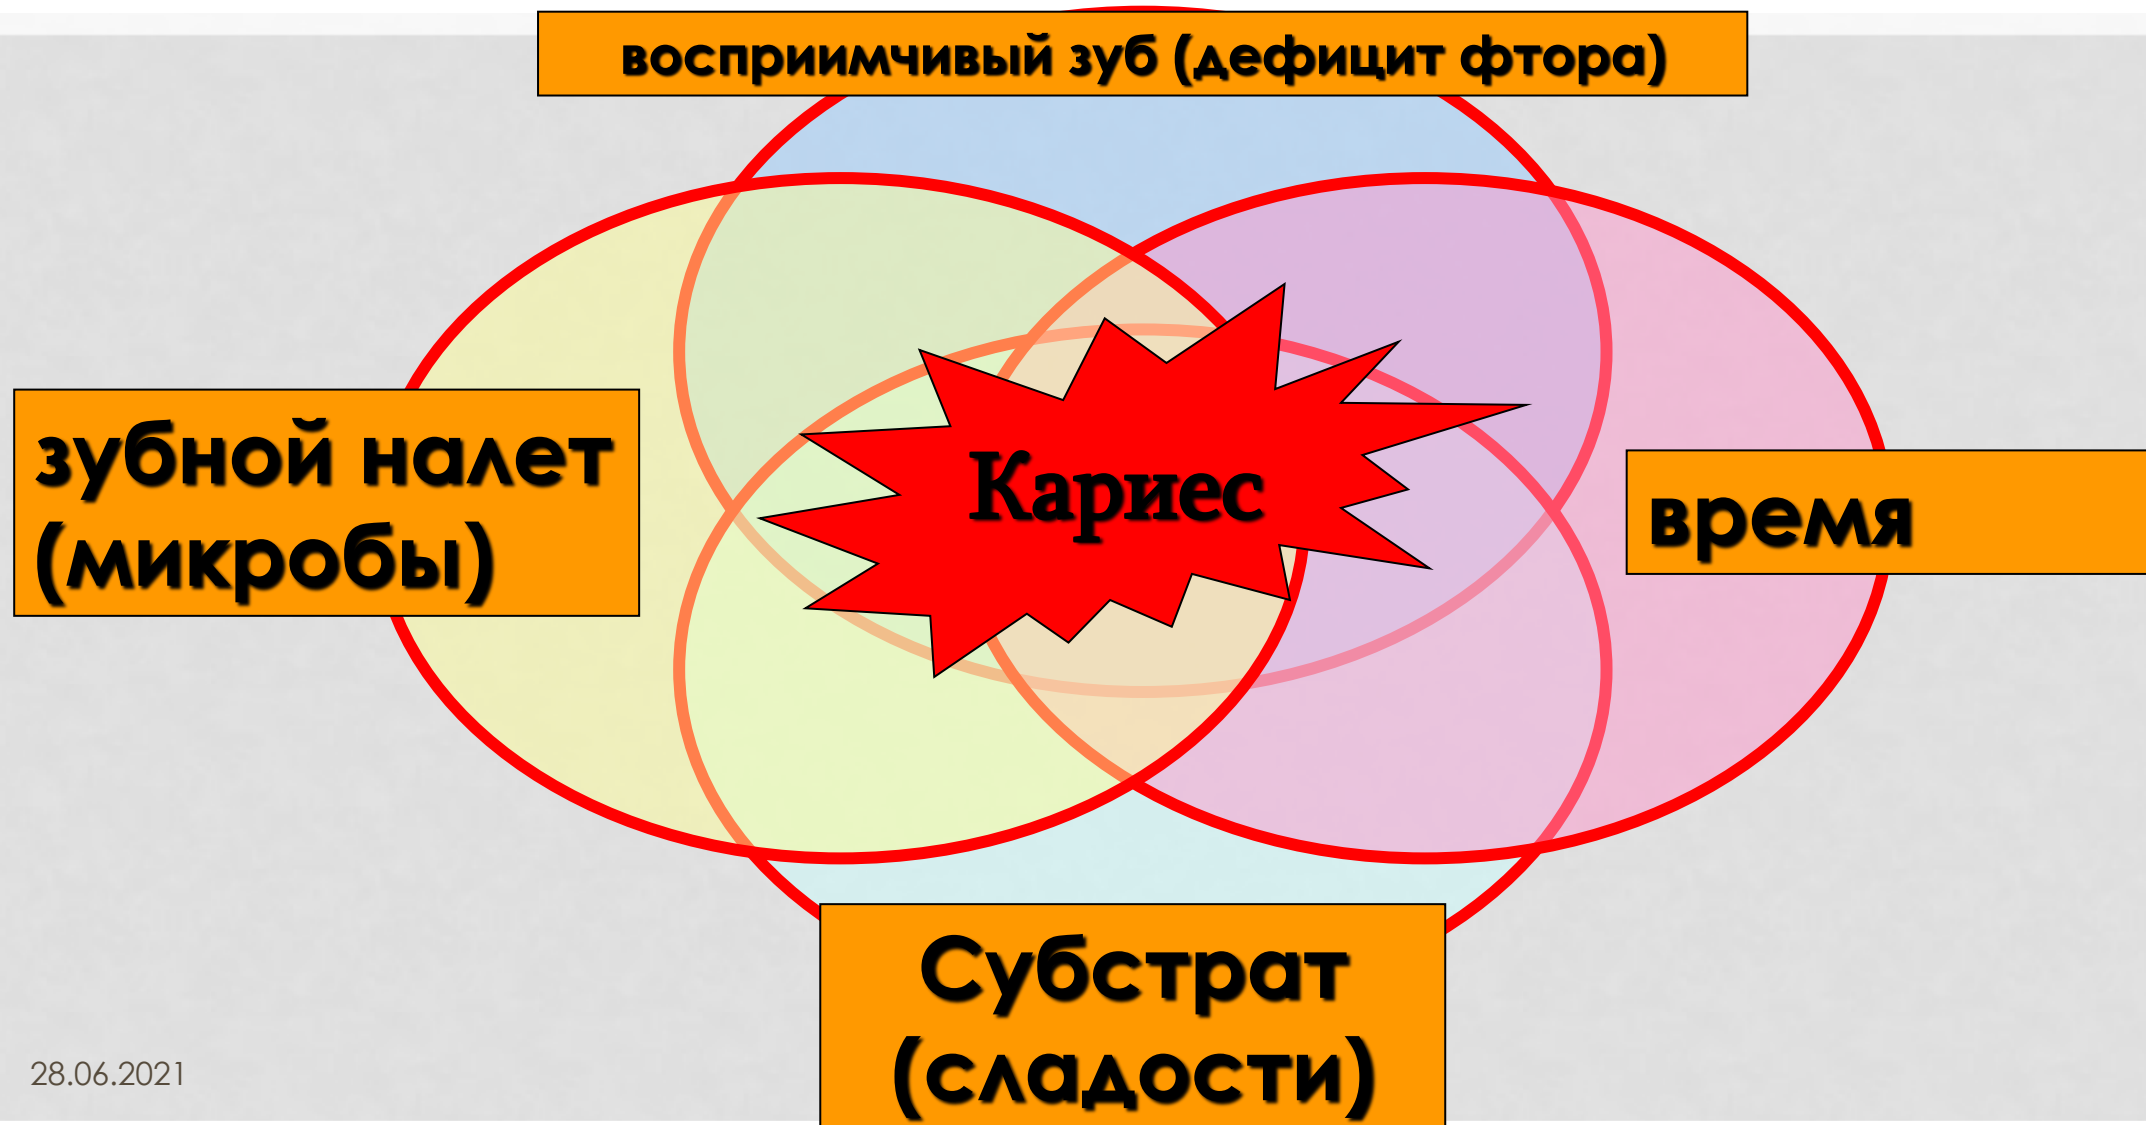 восприимчивый зуб (дефицит фтора)
зубной налет
(микробы)
Кариес
время
Субстрат
(сладости)
28.06.2021